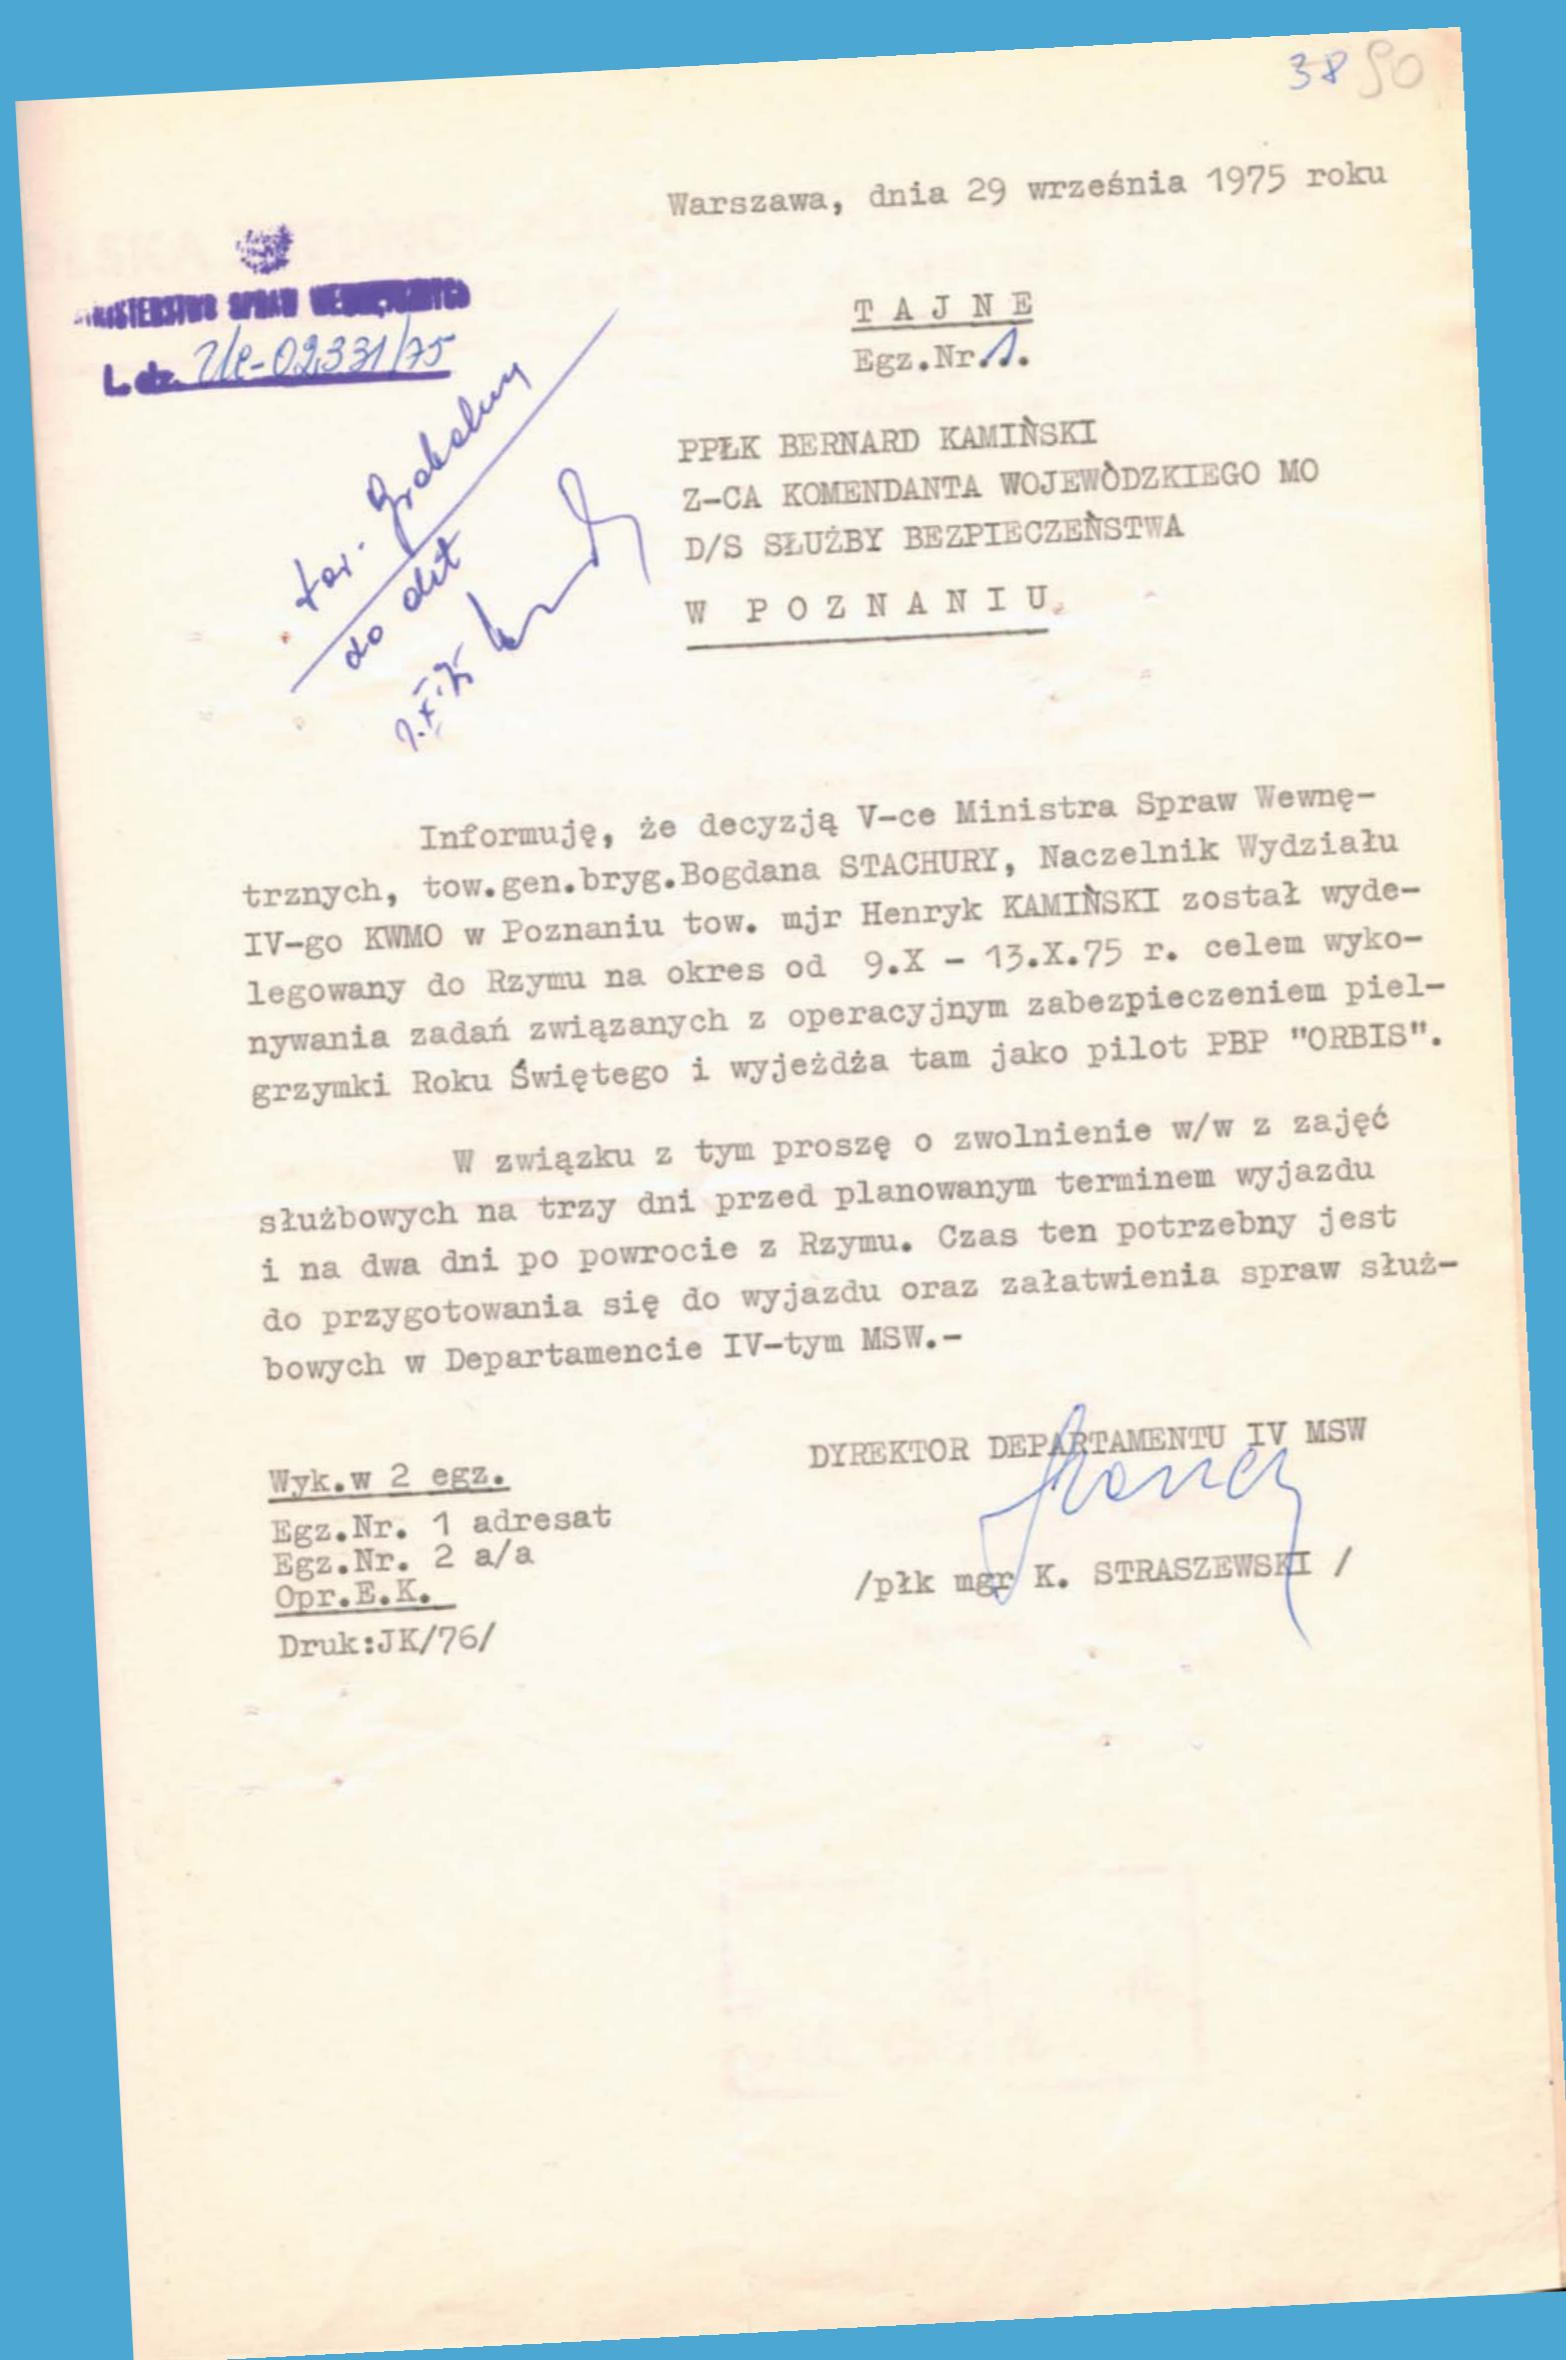 38 50
Warszawa, dnia 29 września 1975 roku
MINISTERSTWO SPRAW WEWNĘTRZNYCH
L. dz. 02331/75
T A J N E
Egz.Nr.1.
PPŁK BERNARD KAMIŃSKI
Z-CA KOMENDANTA WOJEWÓDZKIEGO MO
D/S SŁUŻBY BEZPIECZEŃSTWA
W P O Z N A N I U
do
Informuję, że decyzją V-ce Ministra Spraw Wewnę-
trznych, tow.gen.bryg.Bogdana STACHURY, Naczelnik Wydziału
IV-go KWMO w Poznaniu tow. mjr Henryk KAMIŃSKI został wyde-
legowany do Rzymu na okres od 9.X - 13.X.75 r. celem wyko-
nywania zadań związanych z operacyjnym zabezpieczeniem piel-
grzymki Roku Świętego i wyjeżdża tam jako pilot PBP "ORBIS".
W związku z tym proszę o zwolnienie w/w z zajęć
służbowych na trzy dni przed planowanym terminem wyjazdu
i na dwa dni po powrocie z Rzymu. Czas ten potrzebny jest
do przygotowania się do wyjazdu oraz załatwienia spraw służ-
bowych w Departamencie IV-tym MSW.-
DYREKTOR DEPARTAMENTU IV MSW
/płk mgr K. STRASZEWSKI /
Wyk.w 2 egz.
Egz.Nr. 1 adresat
Egz.Nr. 2 a/a
Opr.E.K.
Druk:JK/76/